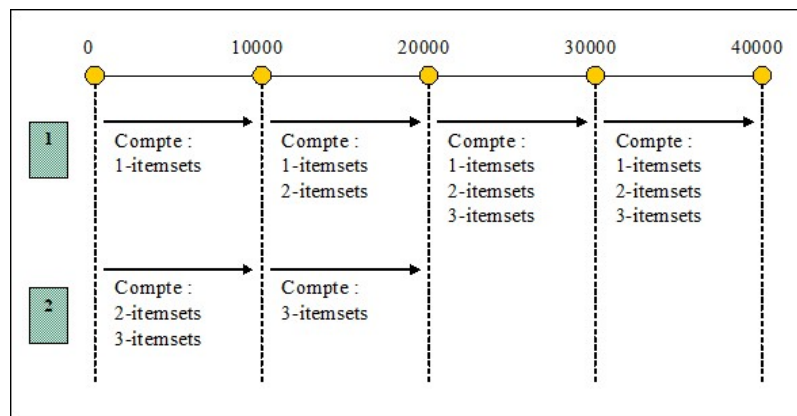 0 10000 20000 30000 40000
1
Compte :
1-itemsets
Compte :
1-itemsets
2-itemsets
Compte :
1-itemsets
2-itemsets
3-itemsets
Compte :
1-itemsets
2-itemsets
3-itemsets
2
Compte :
2-itemsets
3-itemsets
Compte :
3-itemsets